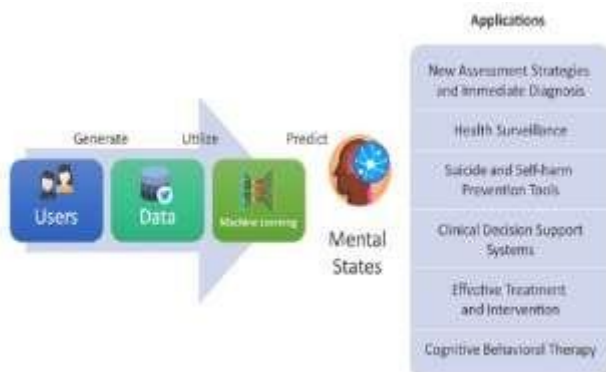 Applications
New Assessment Strategies
and Immediate Diagnosis
Health Surveillance
Suicide and Self-harm
Prevention Tools
Clinical Decision Support
Systems
Effective Treatment
and Intervention
Cognitive Behavioral Therapy
Generate
Utilize
Predict
Users
Data
Machine Learning
Mental
States